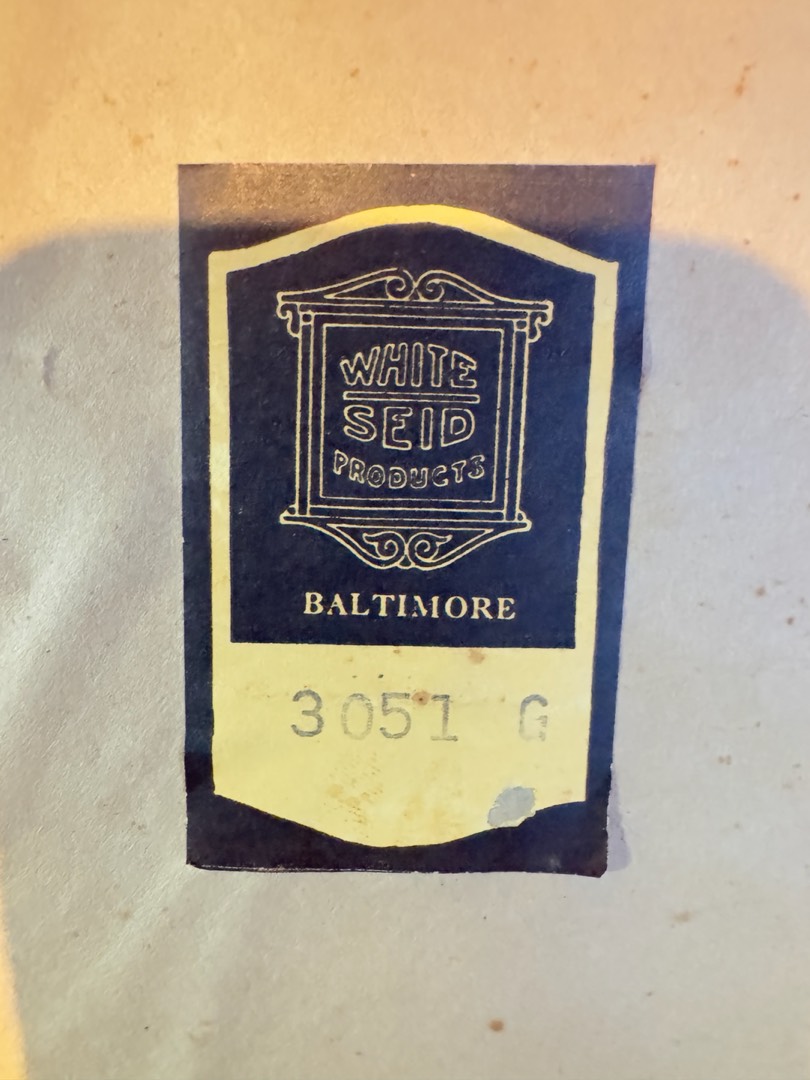 WHITE
SEID
PRODUCTS
BALTIMORE
3051 G